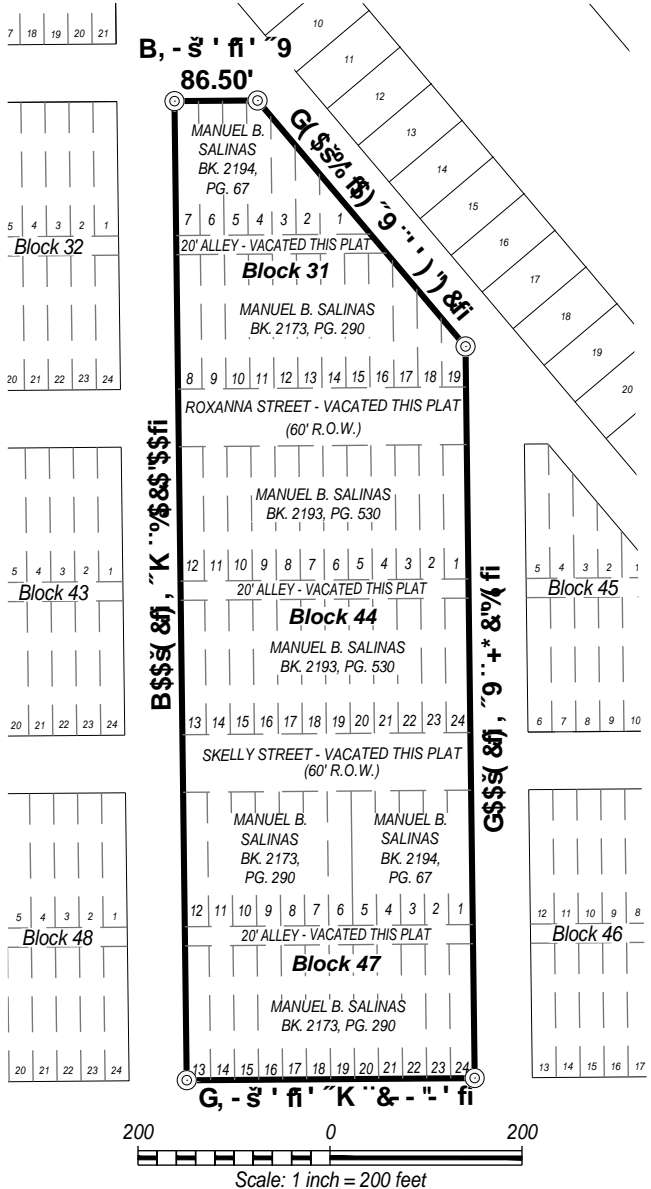 7 18 19 20 21
10
11
12
13
14
15
16
17
18
19
20
86.50'
MANUEL B.
SALINAS
BK. 2194,
PG. 67
5 4 3 2 1
Block 32
7 6 5 4 3 2 1
20' ALLEY - VACATED THIS PLAT
Block 31
MANUEL B. SALINAS
BK. 2173, PG. 290
20 21 22 23 24
8 9 10 11 12 13 14 15 16 17 18 19
ROXANNA STREET - VACATED THIS PLAT
(60' R.O.W.)
MANUEL B. SALINAS
BK. 2193, PG. 530
5 4 3 2 1
Block 43
12 11 10 9 8 7 6 5 4 3 2 1
20' ALLEY - VACATED THIS PLAT
Block 44
5 4 3 2 1
Block 45
MANUEL B. SALINAS
BK. 2193, PG. 530
20 21 22 23 24
13 14 15 16 17 18 19 20 21 22 23 24
6 7 8 9 10
SKELLY STREET - VACATED THIS PLAT
(60' R.O.W.)
MANUEL B.
SALINAS
BK. 2173,
PG. 290
MANUEL B.
SALINAS
BK. 2194,
PG. 67
5 4 3 2 1
Block 48
12 11 10 9 8 7 6 5 4 3 2 1
20' ALLEY - VACATED THIS PLAT
Block 47
12 11 10 9 8
Block 46
MANUEL B. SALINAS
BK. 2173, PG. 290
20 21 22 23 24
13 14 15 16 17 18 19 20 21 22 23 24
13 14 15 16 17
200 0 200
Scale: 1 inch = 200 feet